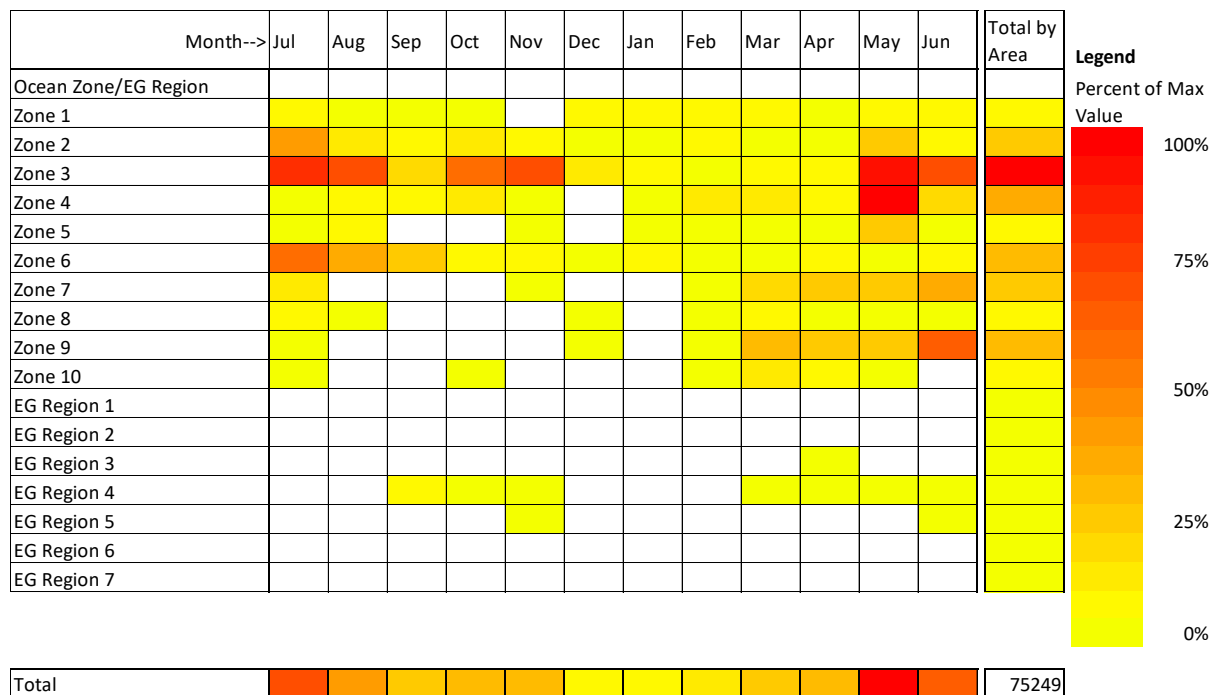 Month--> Jul Aug Sep Oct Nov Dec Jan Feb Mar Apr May Jun Total by
Area
Legend
Ocean Zone/EG Region
Percent of Max
Value
Zone 1
Zone 2
100%
Zone 3
Zone 4
Zone 5
Zone 6
75%
Zone 7
Zone 8
Zone 9
Zone 10
50%
EG Region 1
EG Region 2
EG Region 3
EG Region 4
EG Region 5
25%
EG Region 6
EG Region 7
0%
Total 75249